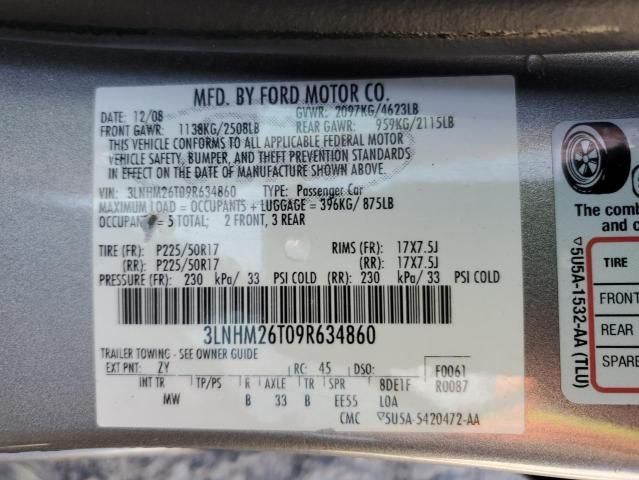 MFD. BY FORD MOTOR CO.
DATE: 12/08 GVWR: 2097KG/4623LB
FRONT GAWR: 1138KG/2508LB REAR GAWR: 959KG/2115LB
THIS VEHICLE CONFORMS TO ALL APPLICABLE FEDERAL MOTOR
VEHICLE SAFETY, BUMPER, AND THEFT PREVENTION STANDARDS
IN EFFECT ON THE DATE OF MANUFACTURE SHOWN ABOVE.
VIN: 3LNHM26T09R634860 TYPE: Passenger Car
MAXIMUM LOAD = OCCUPANTS + LUGGAGE = 396KG/ 875LB
OCCUPANTS = 5 TOTAL; 2 FRONT, 3 REAR
TIRE (FR): P225/50R17 RIMS (FR): 17X7.5J
(RR): P225/50R17 (RR): 17X7.5J
PRESSURE (FR): 230 kPa/ 33 PSI COLD (RR): 230 kPa/ 33 PSI COLD
3LNHM26T09R634860
TRAILER TOWING - SEE OWNER GUIDE
EXT PNT: ZY RC: 45 DSO: F0061
INT TR TP/PS R AXLE TR SPR 8DE1F R0087
MW B 33 B EE55 LOA
CMC ▽5U5A-5420472-AA
The comb
and c
TIRE
FRONT
REAR
SPARE
▽5U5A-1532-AA (TLU)